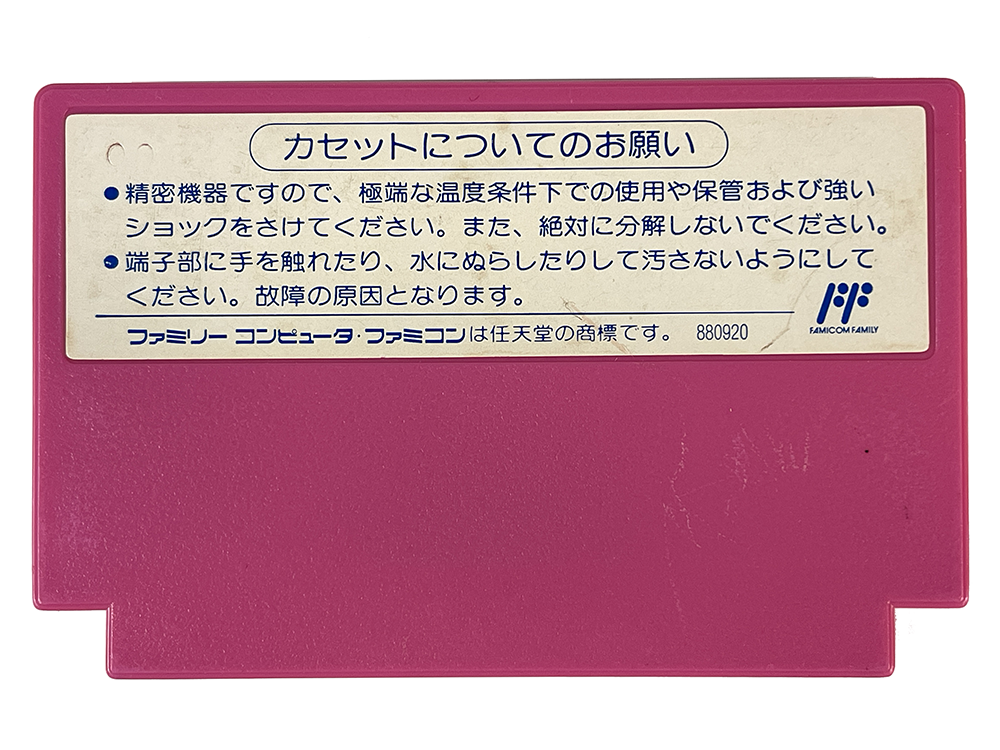 カセットについてのお願い
●精密機器ですので、極端な温度条件下での使用や保管および強い
ショックをさけてください。また、絶対に分解しないでください。
●端子部に手を触れたり、水にぬらしたりして汚さないようにして
ください。故障の原因となります。
FAMICOM FAMILY
ファミリー コンピュータ・ファミコンは任天堂の商標です。 880920